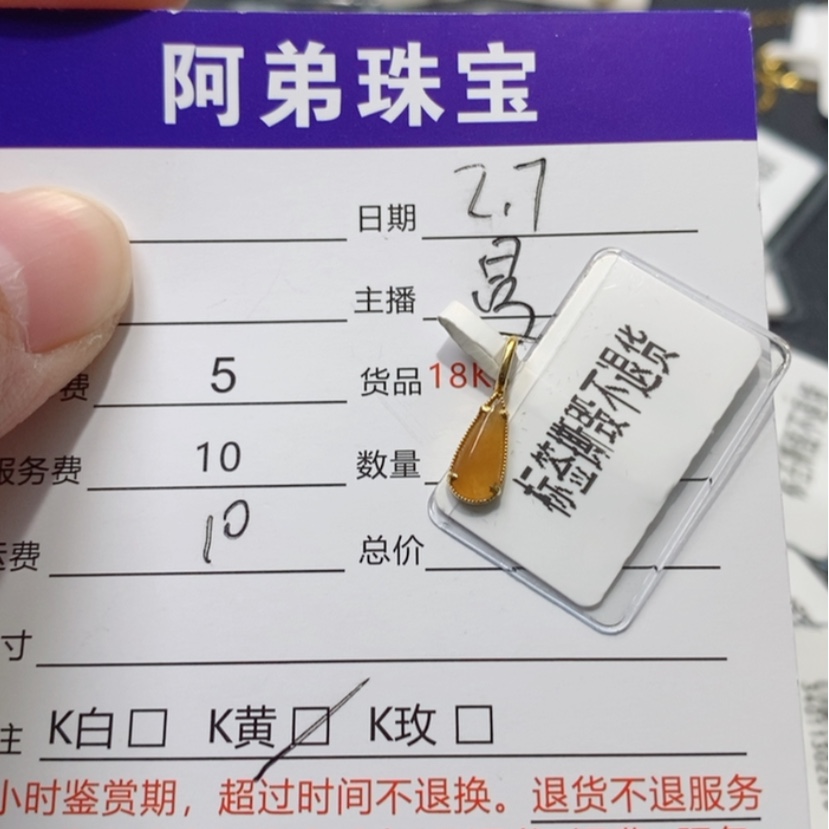 阿弟珠宝
日期 2.7
主播
费 5 货品 18K
服务费 10 数量
运费 10 总价
寸
注 K白□ K黄□ K玫□
小时鉴赏期，超过时间不退换。退货不退服务
标签撕毁不退货